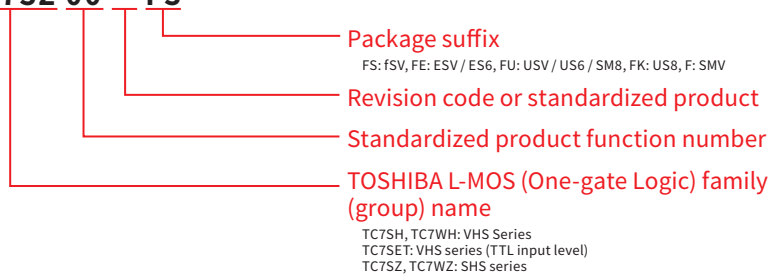 Package suffix
FS: fSV, FE: ESV / ES6, FU: USV / US6 / SM8, FK: US8, F: SMV
Revision code or standardized product
Standardized product function number
TOSHIBA L-MOS (One-gate Logic) family
(group) name
TC7SH, TC7WH: VHS Series
TC7SET: VHS series (TTL input level)
TC7SZ, TC7WZ: SHS series